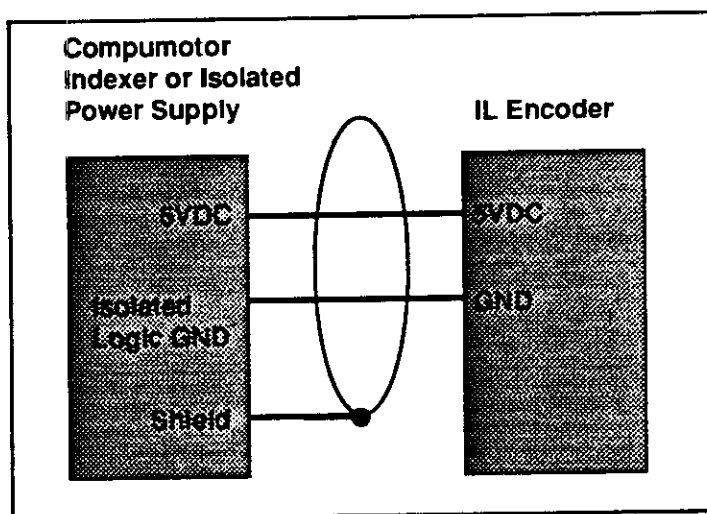 Compumotor
Indexer or Isolated
Power Supply
IL Encoder
5VDC
5VDC
Isolated
Logic GND
GND
Shield